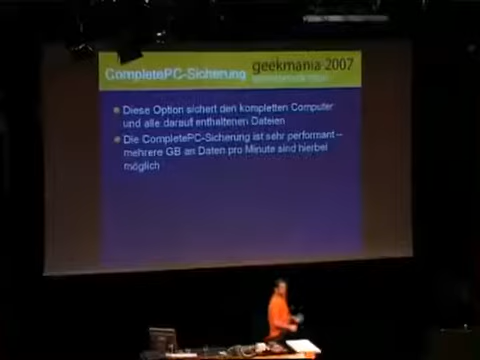 CompletePC-Sicherung
geekmania 2007
Diese Option sichert den kompletten Computer
und alle darauf enthaltenen Dateien
Die CompletePC-Sicherung ist sehr performant –
mehrere GB an Daten pro Minute sind hierbei
möglich